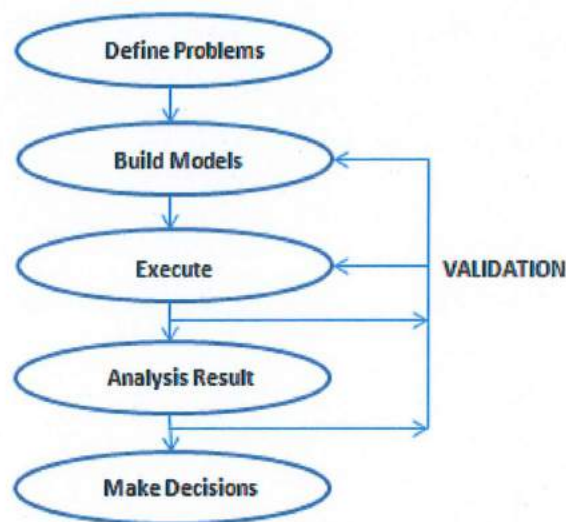 Define Problems
Build Models
Execute
VALIDATION
Analysis Result
Make Decisions